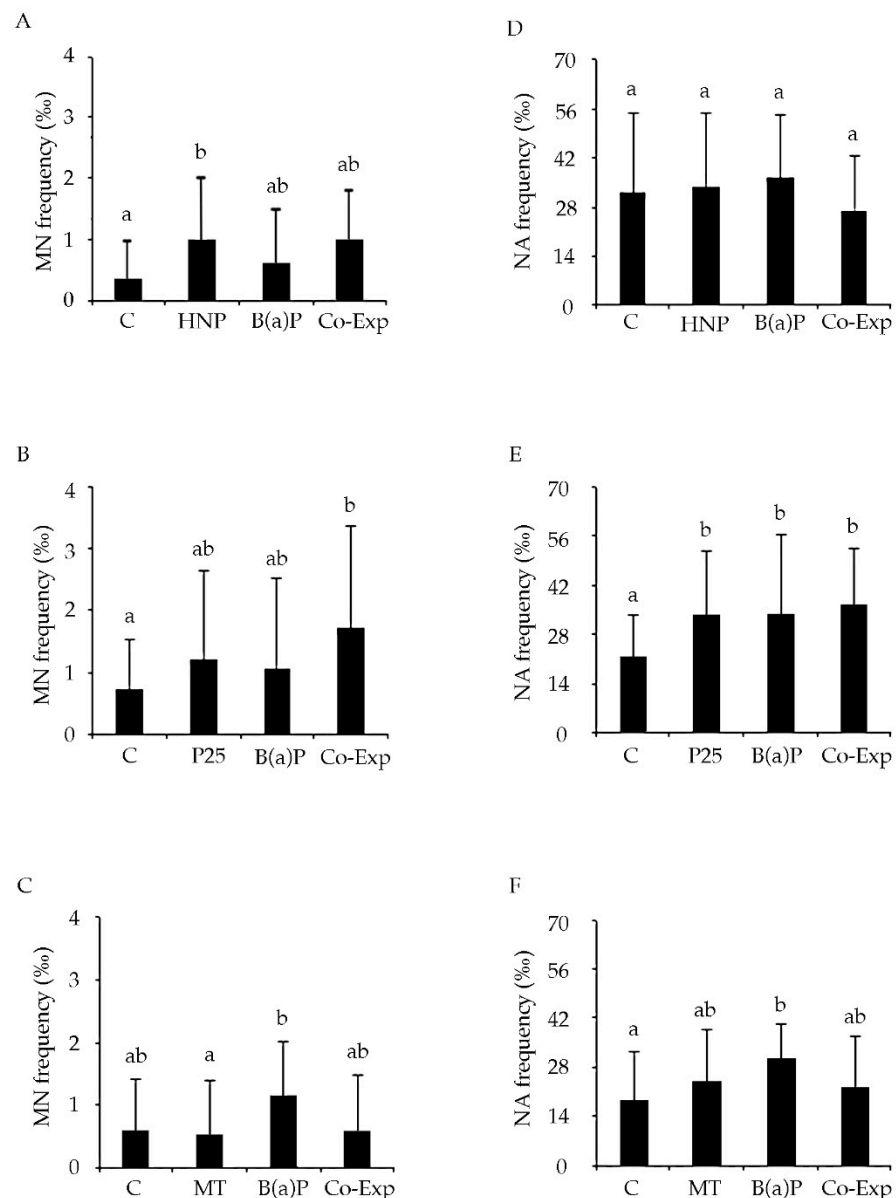 A
MN frequency (‰)
4
3
2
1
0
a
b
ab
ab
C HNP B(a)P Co-Exp
D
NA frequency (‰)
70
56
42
28
14
0
a
a
a
a
C HNP B(a)P Co-Exp
B
MN frequency (‰)
4
3
2
1
0
a
ab
ab
b
C P25 B(a)P Co-Exp
E
NA frequency (‰)
70
56
42
28
14
0
a
b
b
b
C P25 B(a)P Co-Exp
C
MN frequency (‰)
4
3
2
1
0
ab
a
b
ab
C MT B(a)P Co-Exp
F
NA frequency (‰)
70
56
42
28
14
0
a
ab
b
ab
C MT B(a)P Co-Exp